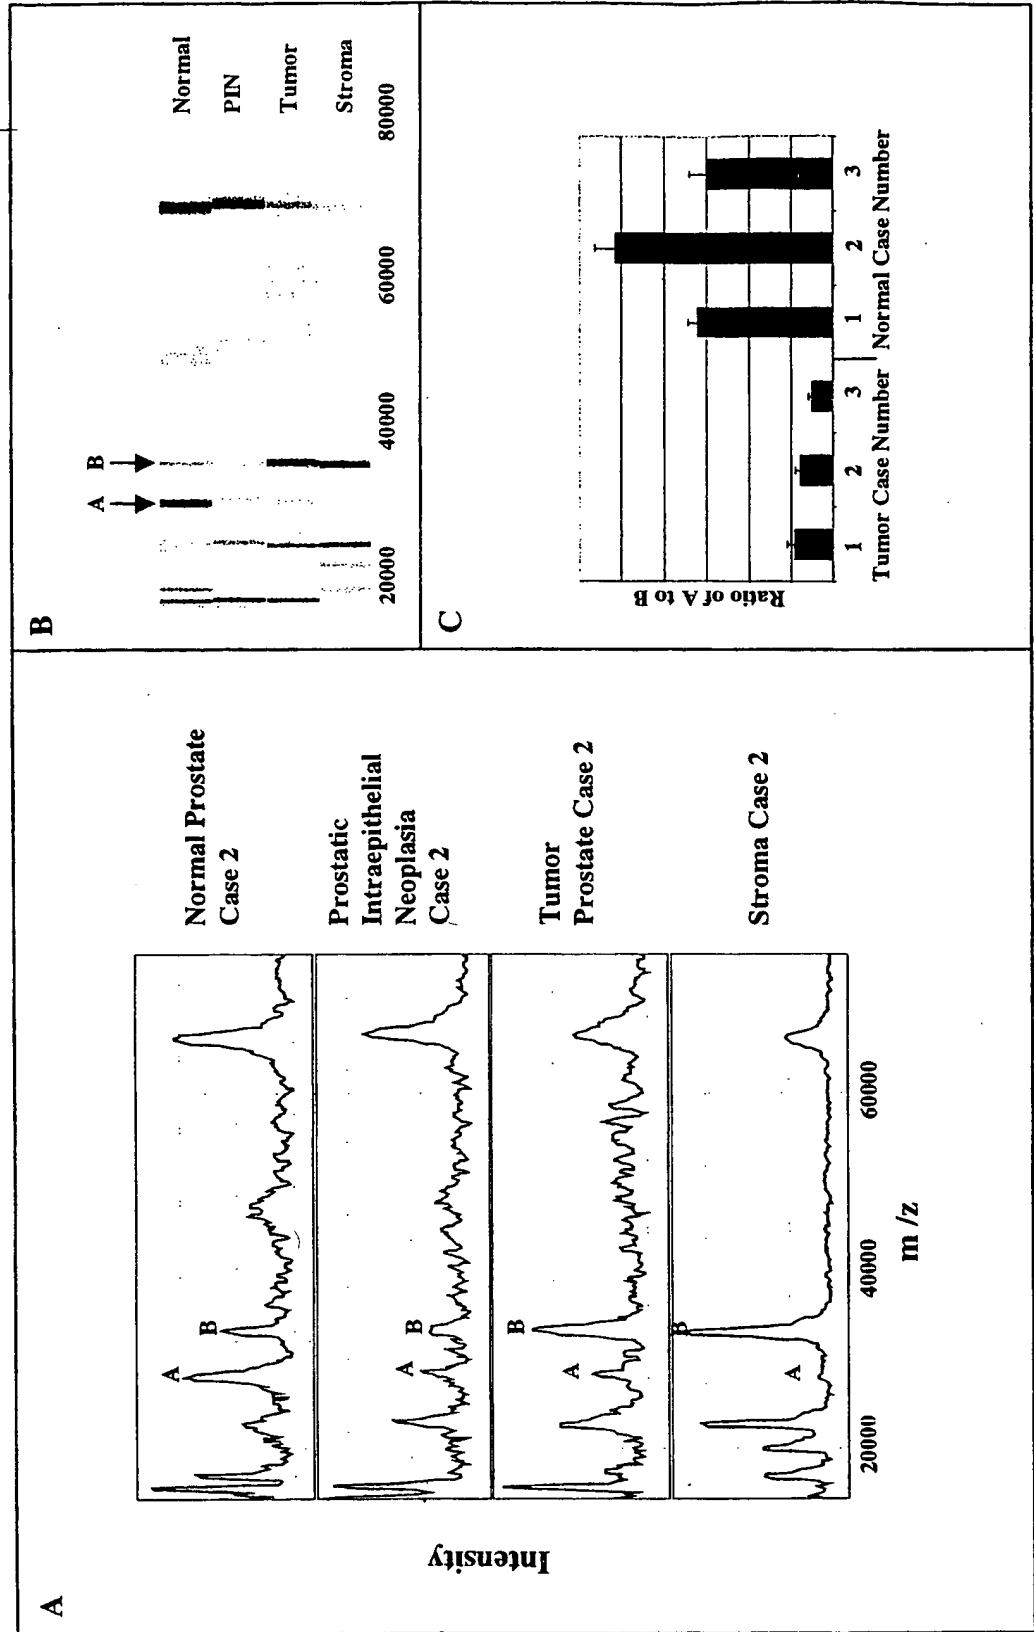 A
Intensity
A
B
Normal Prostate
Case 2
A
B
Prostatic
Intraepithelial
Neoplasia
Case 2
A
B
Tumor
Prostate Case 2
A
B
Stroma Case 2
20000
40000
60000
m /z
B
A
B
Normal
PIN
Tumor
Stroma
20000
40000
60000
80000
C
Ratio of A to B
1
2
3
1
2
3
Tumor Case Number
Normal Case Number